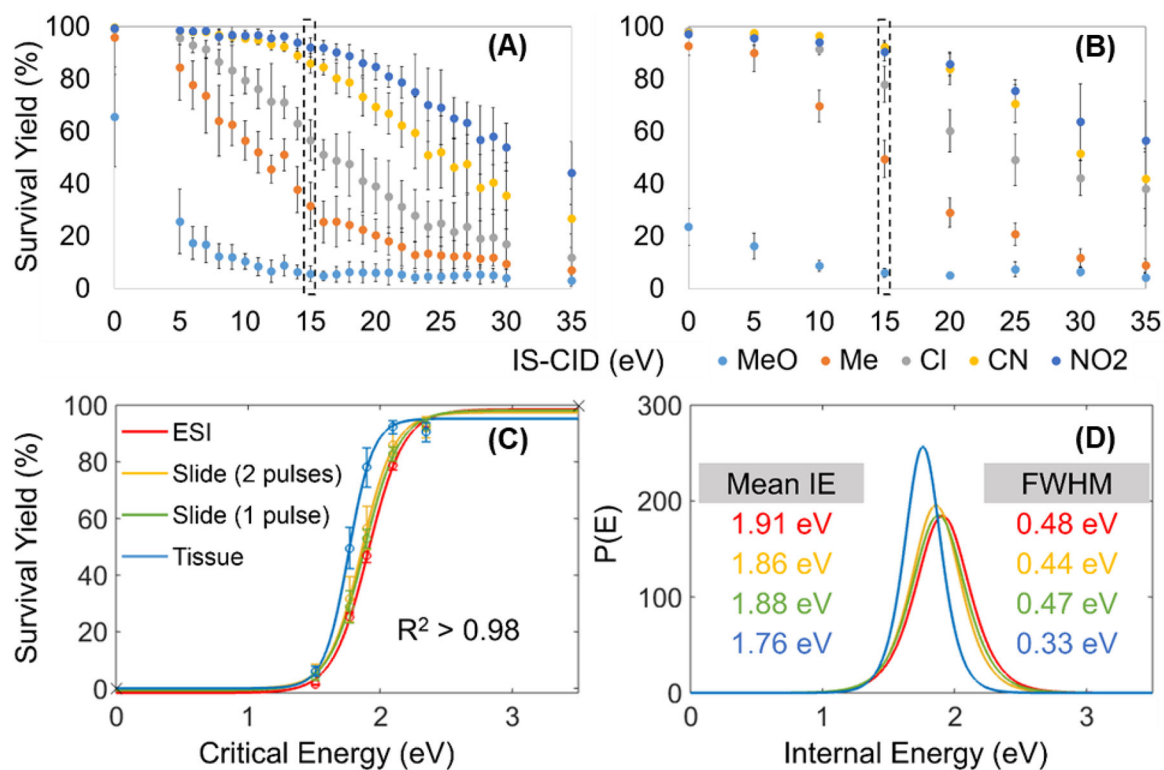 (A)
Survival Yield (%)
100
80
60
40
20
0
0 5 10 15 20 25 30 35
(B)
100
80
60
40
20
0
0 5 10 15 20 25 30 35
IS-CID (eV) MeO Me Cl CN NO2
(C)
Survival Yield (%)
100
80
60
40
20
0
ESI
Slide (2 pulses)
Slide (1 pulse)
Tissue
R² > 0.98
0 1 2 3
Critical Energy (eV)
(D)
P(E)
300
200
100
0
Mean IE FWHM
1.91 eV 0.48 eV
1.86 eV 0.44 eV
1.88 eV 0.47 eV
1.76 eV 0.33 eV
0 1 2 3
Internal Energy (eV)